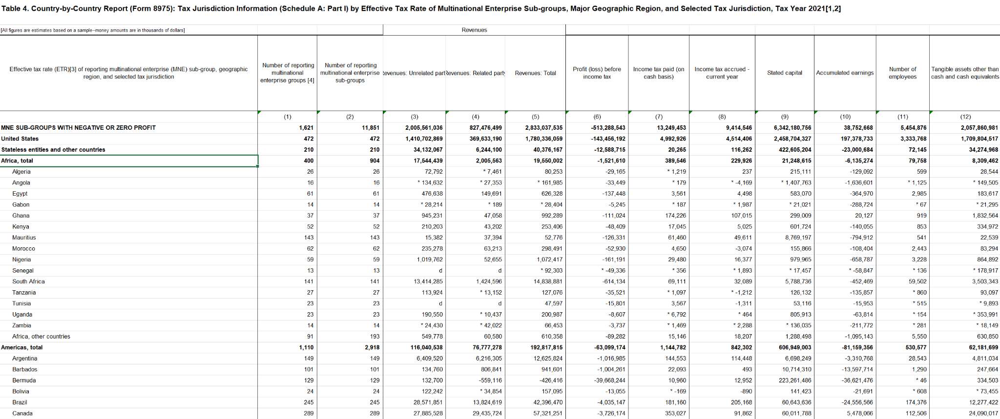 Table 4. Country-by-Country Report (Form 8975): Tax Jurisdiction Information (Schedule A: Part I) by Effective Tax Rate of Multinational Enterprise Sub-groups, Major Geographic Region, and Selected Tax Jurisdiction, Tax Year 2021[1,2]
[All figures are estimates based on a sample--money amounts are in thousands of dollars] Revenues
Effective tax rate (ETR)[3] of reporting multinational enterprise (MNE) sub-group, geographic
region, and selected tax jurisdiction
Number of reporting
multinational
enterprise groups [4]
Number of reporting
multinational enterprise
sub-groups
Revenues: Unrelated part
Revenues: Related party
Revenues: Total
Profit (loss) before
income tax
Income tax paid (on
cash basis)
Income tax accrued -
current year
Stated capital
Accumulated earnings
Number of
employees
Tangible assets other than
cash and cash equivalents
(1) (2) (3) (4) (5) (6) (7) (8) (9) (10) (11) (12)
MNE SUB-GROUPS WITH NEGATIVE OR ZERO PROFIT 1,621 11,851 2,005,561,036 827,476,499 2,833,037,535 -513,288,543 13,249,453 9,414,546 6,342,180,756 38,752,668 5,454,876 2,057,860,981
United States 472 472 1,410,702,869 369,633,190 1,780,336,059 -143,456,192 4,992,926 4,514,406 2,458,704,327 197,378,733 3,333,768 1,709,804,517
Stateless entities and other countries 210 210 34,132,067 6,244,100 40,376,167 -12,588,715 20,265 116,262 422,605,204 -23,000,684 72,145 34,274,968
Africa, total 400 904 17,544,439 2,005,563 19,550,002 -1,521,610 389,546 229,926 21,248,615 -6,135,274 79,758 8,309,462
Algeria 26 26 72,792 * 7,461 80,253 -29,165 * 1,219 237 215,111 -129,092 599 28,544
Angola 16 16 * 134,632 * 27,353 * 161,985 -33,449 * 179 * -4,169 * 1,407,763 -1,636,601 * 1,125 * 149,505
Egypt 61 61 476,638 149,691 626,328 -137,448 3,561 4,498 583,070 -364,970 2,985 183,617
Gabon 14 14 * 28,214 * 189 * 28,404 -5,245 * 187 * 1,987 * 21,021 -288,724 * 67 * 21,295
Ghana 37 37 945,231 47,058 992,289 -111,024 174,226 107,015 299,009 20,127 919 1,832,564
Kenya 52 52 210,203 43,202 253,406 -48,409 17,045 5,025 601,724 -140,055 853 334,972
Mauritius 143 143 15,382 37,394 52,776 -126,331 61,460 49,611 8,769,197 -794,912 541 22,539
Morocco 62 62 235,278 63,213 298,491 -52,930 4,650 -3,074 155,866 -108,404 2,443 83,294
Nigeria 59 59 1,019,762 52,655 1,072,417 -161,191 29,480 16,377 979,965 -658,787 3,228 864,892
Senegal 13 13 d d * 92,303 * -49,336 * 356 * 1,893 * 17,457 * -58,847 * 136 * 178,917
South Africa 141 141 13,414,285 1,424,596 14,838,881 -614,134 69,111 32,089 5,788,736 -452,469 59,502 3,503,343
Tanzania 27 27 113,924 * 13,152 127,076 -35,521 * 1,097 * -1,212 126,132 -135,857 * 860 93,097
Tunisia 23 23 d d 47,597 -15,801 3,567 -1,311 53,116 -15,953 * 515 * 9,893
Uganda 23 23 190,550 * 10,437 200,987 -8,607 * 6,792 * 464 805,913 -63,814 * 154 * 353,991
Zambia 14 14 * 24,430 * 42,022 66,453 -3,737 * 1,469 * 2,288 * 136,035 -211,772 * 281 * 18,149
Africa, other countries 91 193 549,778 60,580 610,358 -89,282 15,146 18,207 1,288,498 -1,095,143 5,550 630,850
Americas, total 1,110 2,918 116,040,538 76,777,278 192,817,815 -63,099,174 1,144,782 842,302 606,949,003 -81,159,356 530,577 62,181,699
Argentina 149 149 6,409,520 6,216,305 12,625,824 -1,016,985 144,553 114,448 6,698,249 -3,310,768 28,543 4,811,034
Barbados 101 101 134,760 806,841 941,601 -1,004,261 22,093 493 10,714,310 -13,597,714 1,290 247,664
Bermuda 129 129 132,700 -559,116 -426,416 -39,668,244 10,960 12,952 223,261,486 -36,621,476 * 46 334,503
Bolivia 24 24 122,242 * 34,854 157,095 -13,055 * -169 -890 141,423 -21,691 * 608 * 73,455
Brazil 245 245 28,571,851 13,824,619 42,396,470 -4,035,147 181,160 205,168 60,643,636 -24,556,566 174,376 12,277,422
Canada 289 289 27,885,528 29,435,724 57,321,251 -3,726,174 353,027 91,862 60,011,788 5,478,066 112,506 24,090,017